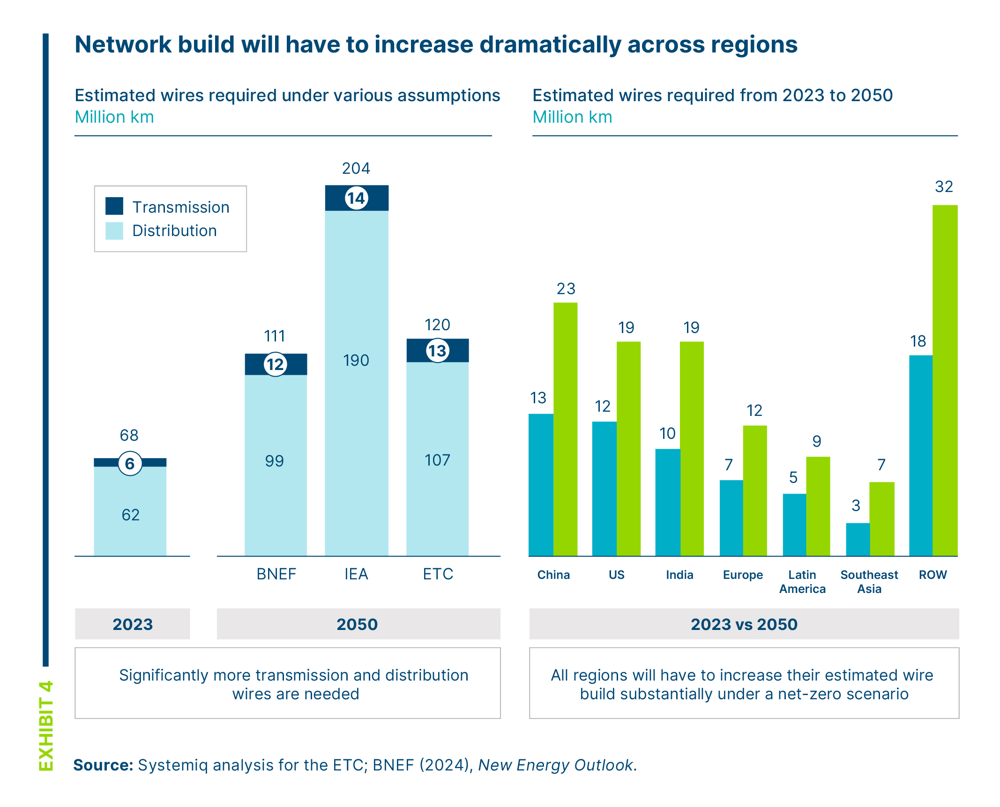 Network build will have to increase dramatically across regions
Estimated wires required under various assumptions
Million km
Transmission
Distribution
68
6
62
111
12
99
204
14
190
120
13
107
BNEF
IEA
ETC
2023
2050
Significantly more transmission and distribution
wires are needed
Estimated wires required from 2023 to 2050
Million km
13
23
12
19
10
19
7
12
5
9
3
7
18
32
China
US
India
Europe
Latin
America
Southeast
Asia
ROW
2023 vs 2050
All regions will have to increase their estimated wire
build substantially under a net-zero scenario
EXHIBIT 4
Source: Systemiq analysis for the ETC; BNEF (2024), New Energy Outlook.